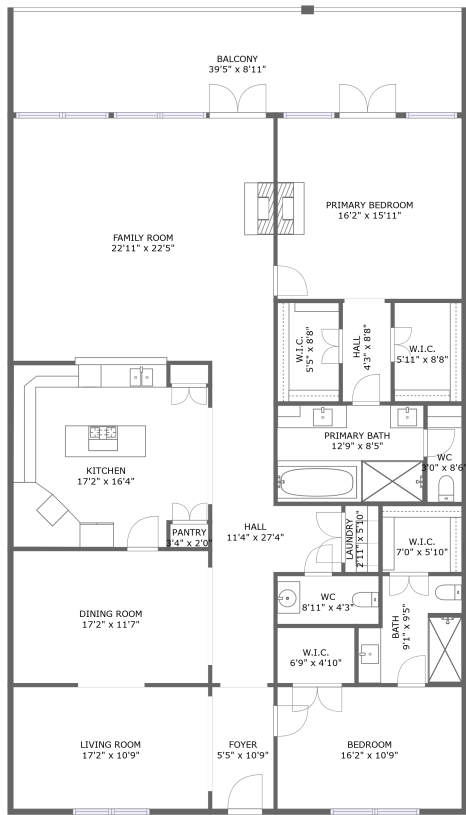 BALCONY
39'5" x 8'11"
PRIMARY BEDROOM
16'2" x 15'11"
FAMILY ROOM
22'11" x 22'5"
W.I.C.
5'5" x 8'8"
HALL
4'3" x 8'8"
W.I.C.
5'11" x 8'8"
PRIMARY BATH
12'9" x 8'5"
WC
3'0" x 8'6"
KITCHEN
17'2" x 16'4"
PANTRY
3'4" x 2'0"
HALL
11'4" x 27'4"
LAUNDRY
2'11" x 5'10"
W.I.C.
7'0" x 5'10"
WC
8'11" x 4'3"
BATH
9'1" x 9'5"
DINING ROOM
17'2" x 11'7"
W.I.C.
6'9" x 4'10"
LIVING ROOM
17'2" x 10'9"
FOYER
5'5" x 10'9"
BEDROOM
16'2" x 10'9"